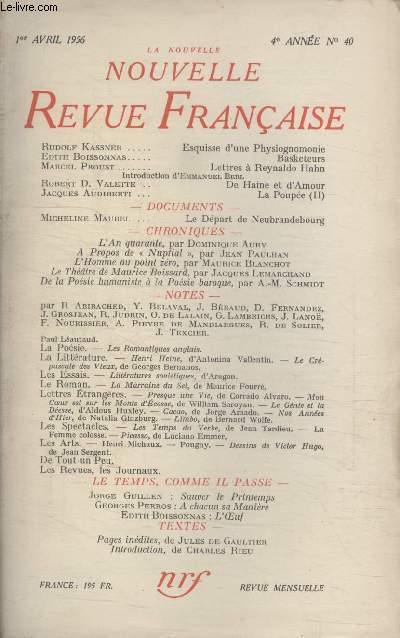 Le-livre.com
1er AVRIL 1956 4e ANNÉE No 40
LA NOUVELLE
NOUVELLE
REVUE FRANÇAISE
RUDOLF KASSNER ..... Esquisse d'une Physiognomonie
EDITH BOISSONNAS ..... Basketeurs
MARCEL PROUST ....... Lettres à Reynaldo Hahn
Introduction d'EMMANUEL BERL
ROBERT D. VALETTE .. De Haine et d'Amour
JACQUES AUDIBERTI ... La Poupée (II)
— DOCUMENTS —
MICHELINE MAUREL ... Le Départ de Neubrandebourg
— CHRONIQUES —
L'An quarante, par DOMINIQUE AURY
A Propos de « Nuptial », par JEAN PAULHAN
L'Homme au point zéro, par MAURICE BLANCHOT
Le Théâtre de Maurice Boissard, par JACQUES LEMARCHAND
De la Poésie humaniste à la Poésie baroque, par A.-M. SCHMIDT
— NOTES —
par R. ABIRACHED, Y. BELAVAL, J. BÉRAUD, D. FERNANDEZ,
J. GROSJEAN, R. JUDRIN, O. DE LALAIN, G. LAMBRICHS, J. LANOË,
F. NOURISSIER, A. PIEYRE DE MANDIARGUES, R. DE SOLIER,
J. TEXCIER.
Paul Léautaud.
La Poésie. — Les Romantiques anglais.
La Littérature. — Henri Heine, d'Antonina Vallentin. — Le Cré-
puscule des Vieux, de Georges Bernanos.
Les Essais. — Littératures soviétiques, d'Aragon.
Le Roman. — La Marraine du Sel, de Maurice Fourré.
Lettres Étrangères. — Presque une Vie, de Corrado Alvaro. — Mon
Cœur est sur les Monts d'Écosse, de William Saroyan. — Le Génie et la
Déesse, d'Aldous Huxley. — Cacao, de Jorge Amado. — Nos Années
d'Hier, de Natalia Ginzburg. — Limbo, de Bernard Wolfe.
Les Spectacles. — Les Temps du Verbe, de Jean Tardieu. — La
Femme colosse. — Picasso, de Luciano Emmer.
Les Arts. — Henri Michaux. — Pougny. — Dessins de Victor Hugo,
de Jean Sergent.
De Tout un Peu.
Les Revues, les Journaux.
— LE TEMPS, COMME IL PASSE —
JORGE GUILLEN : Sauver le Printemps
GEORGES PERROS : A chacun sa Manière
EDITH BOISSONNAS : L'Œuf
— TEXTES —
Pages inédites, de JULES DE GAULTIER
Introduction, de CHARLES RIEU
FRANCE : 195 FR. nrf REVUE MENSUELLE